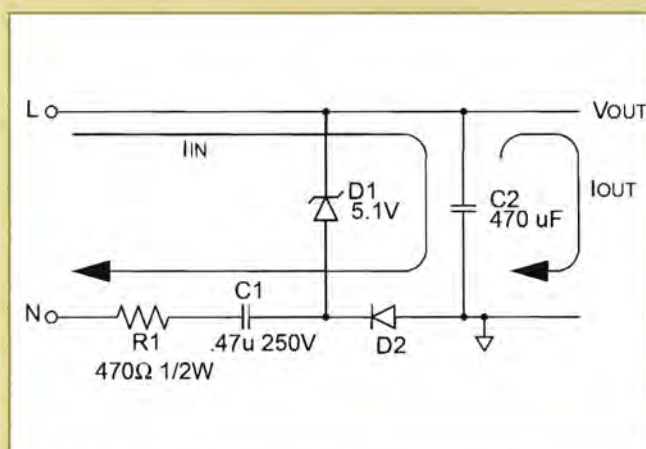 L
VOUT
IIN
D1
5.1V
C2
470 uF
IOUT
N
C1
R1
.47u 250V
D2
470Ω 1/2W